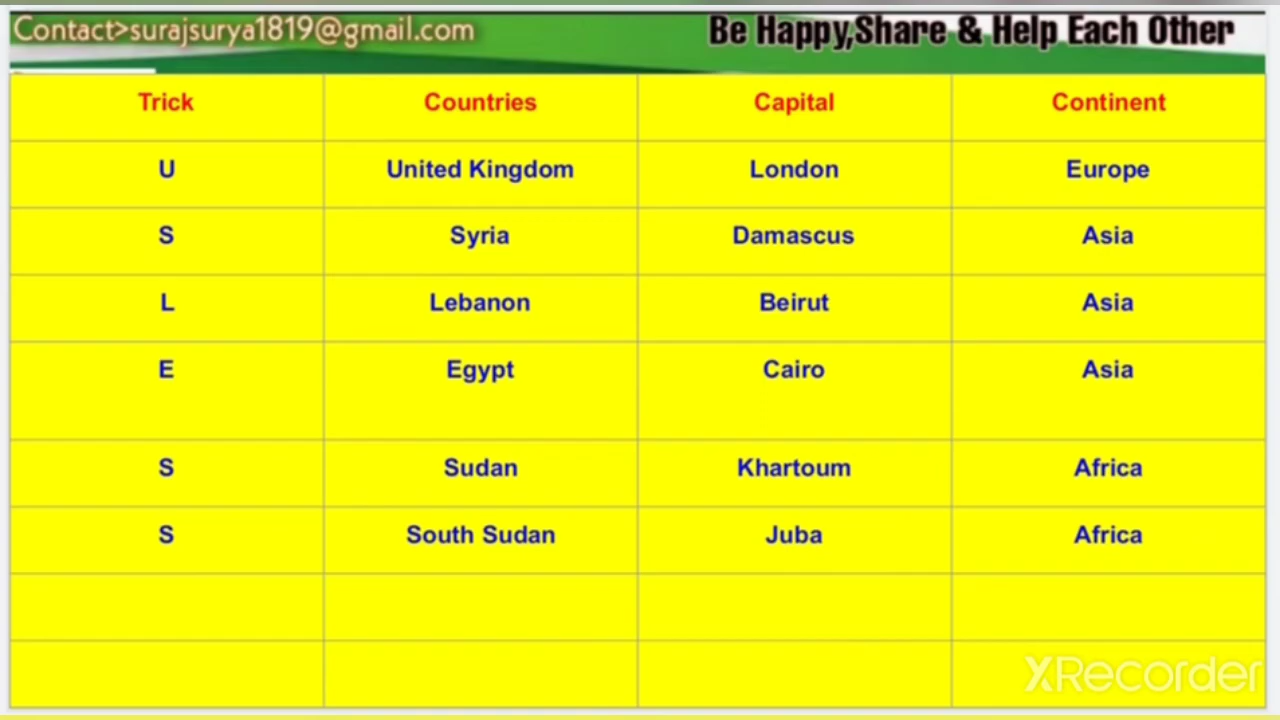 Contact>surajsurya1819@gmail.com Be Happy,Share & Help Each Other
Trick Countries Capital Continent
U United Kingdom London Europe
S Syria Damascus Asia
L Lebanon Beirut Asia
E Egypt Cairo Asia
S Sudan Khartoum Africa
S South Sudan Juba Africa
XRecorder